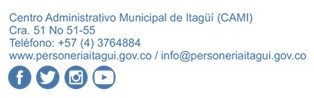 Centro Administrativo Municipal de Itagüí (CAMI)
Cra. 51 No 51-55
Teléfono: +57 (4) 3764884
www.personeriaitagui.gov.co / info@personeriaitagui.gov.co